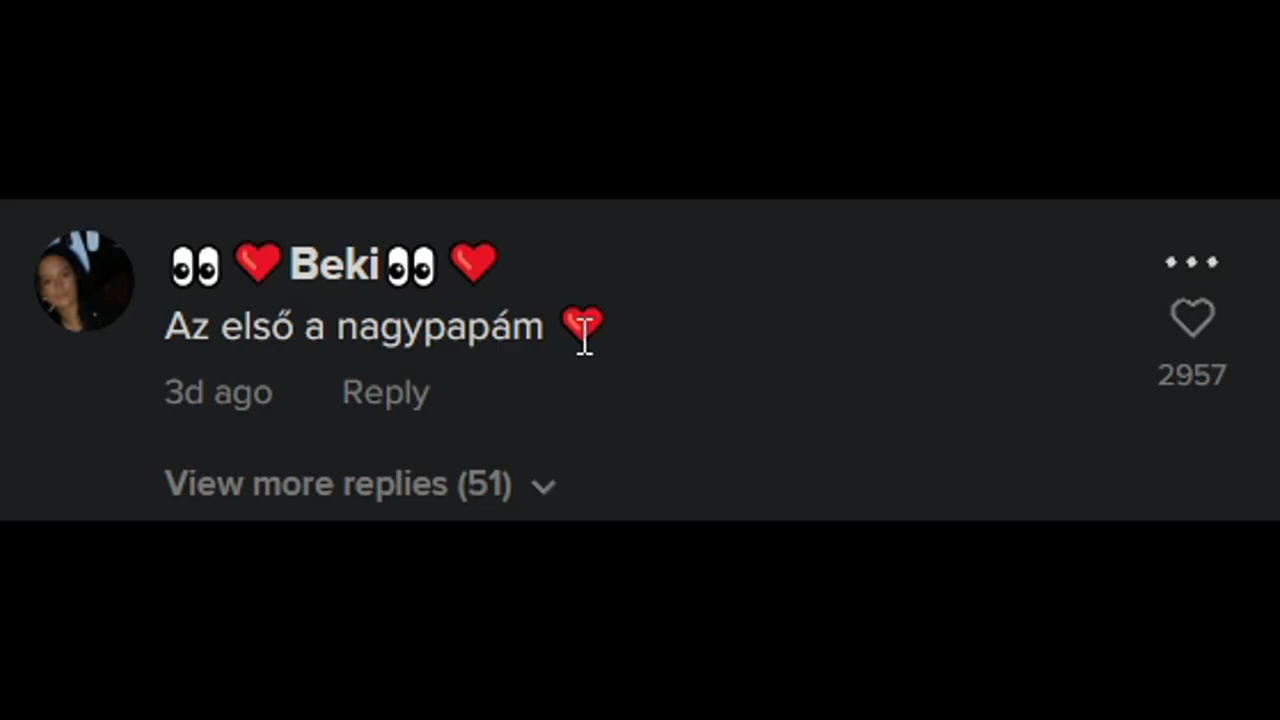 👀❤️Beki👀❤️
Az első a nagypapám ❤️
2957
3d ago Reply
View more replies (51)